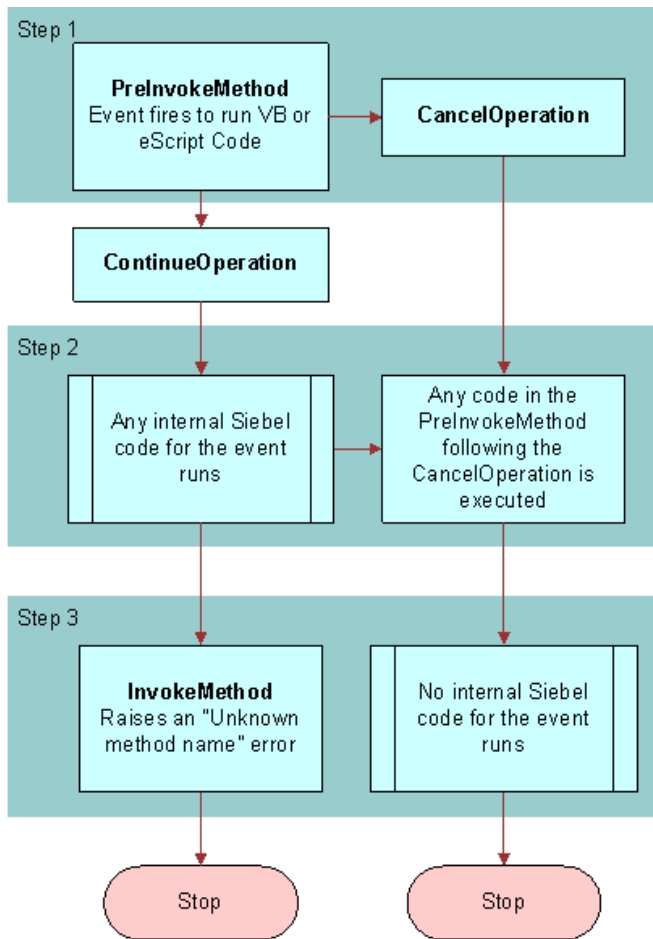 Step 1
PreInvokeMethod
Event fires to run VB or
eScript Code
CancelOperation
ContinueOperation
Step 2
Any internal Siebel
code for the event
runs
Any code in the
PreInvokeMethod
following the
CancelOperation is
executed
Step 3
InvokeMethod
Raises an "Unknown
method name" error
No internal Siebel
code for the event
runs
Stop
Stop